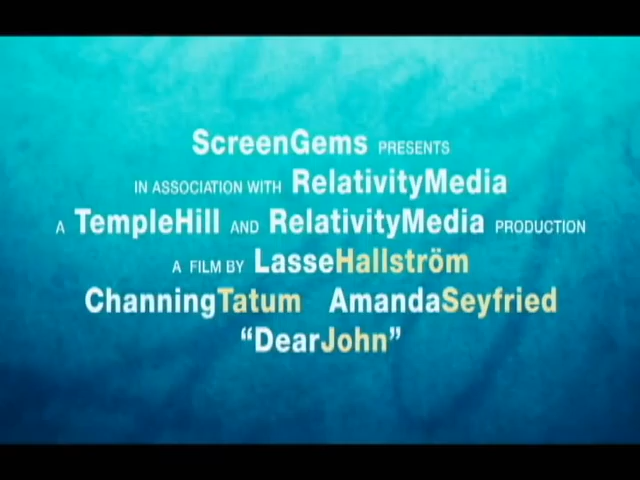 ScreenGems PRESENTS
IN ASSOCIATION WITH RelativityMedia
A TempleHill AND RelativityMedia PRODUCTION
A FILM BY LasseHallström
ChanningTatum AmandaSeyfried
“DearJohn”